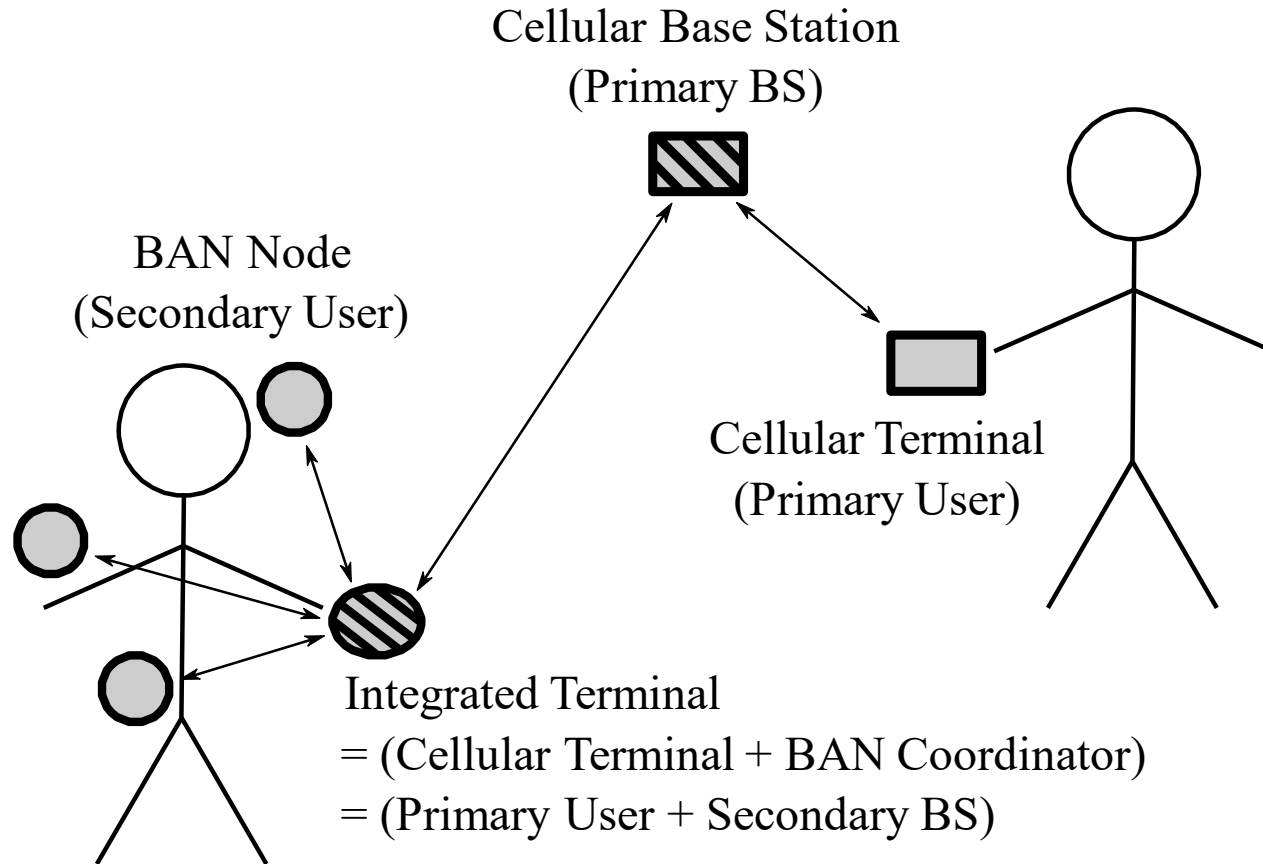 Cellular Base Station
(Primary BS)
BAN Node
(Secondary User)
Cellular Terminal
(Primary User)
Integrated Terminal
= (Cellular Terminal + BAN Coordinator)
= (Primary User + Secondary BS)